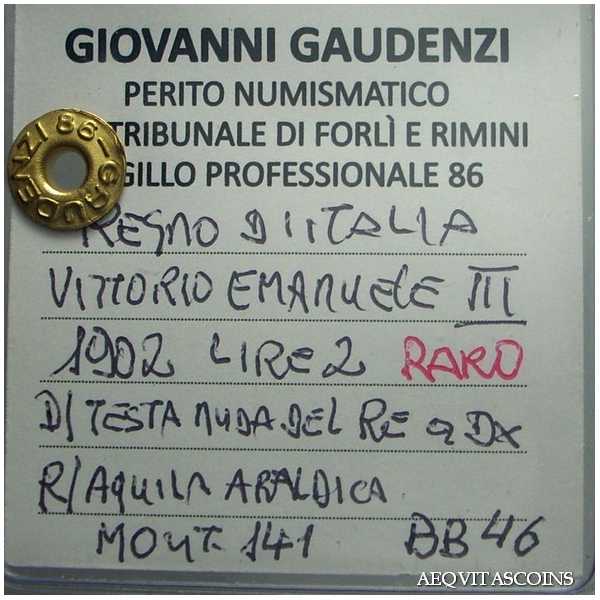 GIOVANNI GAUDENZI
PERITO NUMISMATICO
TRIBUNALE DI FORLÌ E RIMINI
GILLO PROFESSIONALE 86
GAUDENZI 86-
REGNO D'ITALIA
VITTORIO EMANUELE III
1902 LIRE 2 RARO
D/ TESTA NUDA DEL RE a DX
R/ AQUILA ARALDICA
MONT. 141 BB 46
AEQVITASCOINS